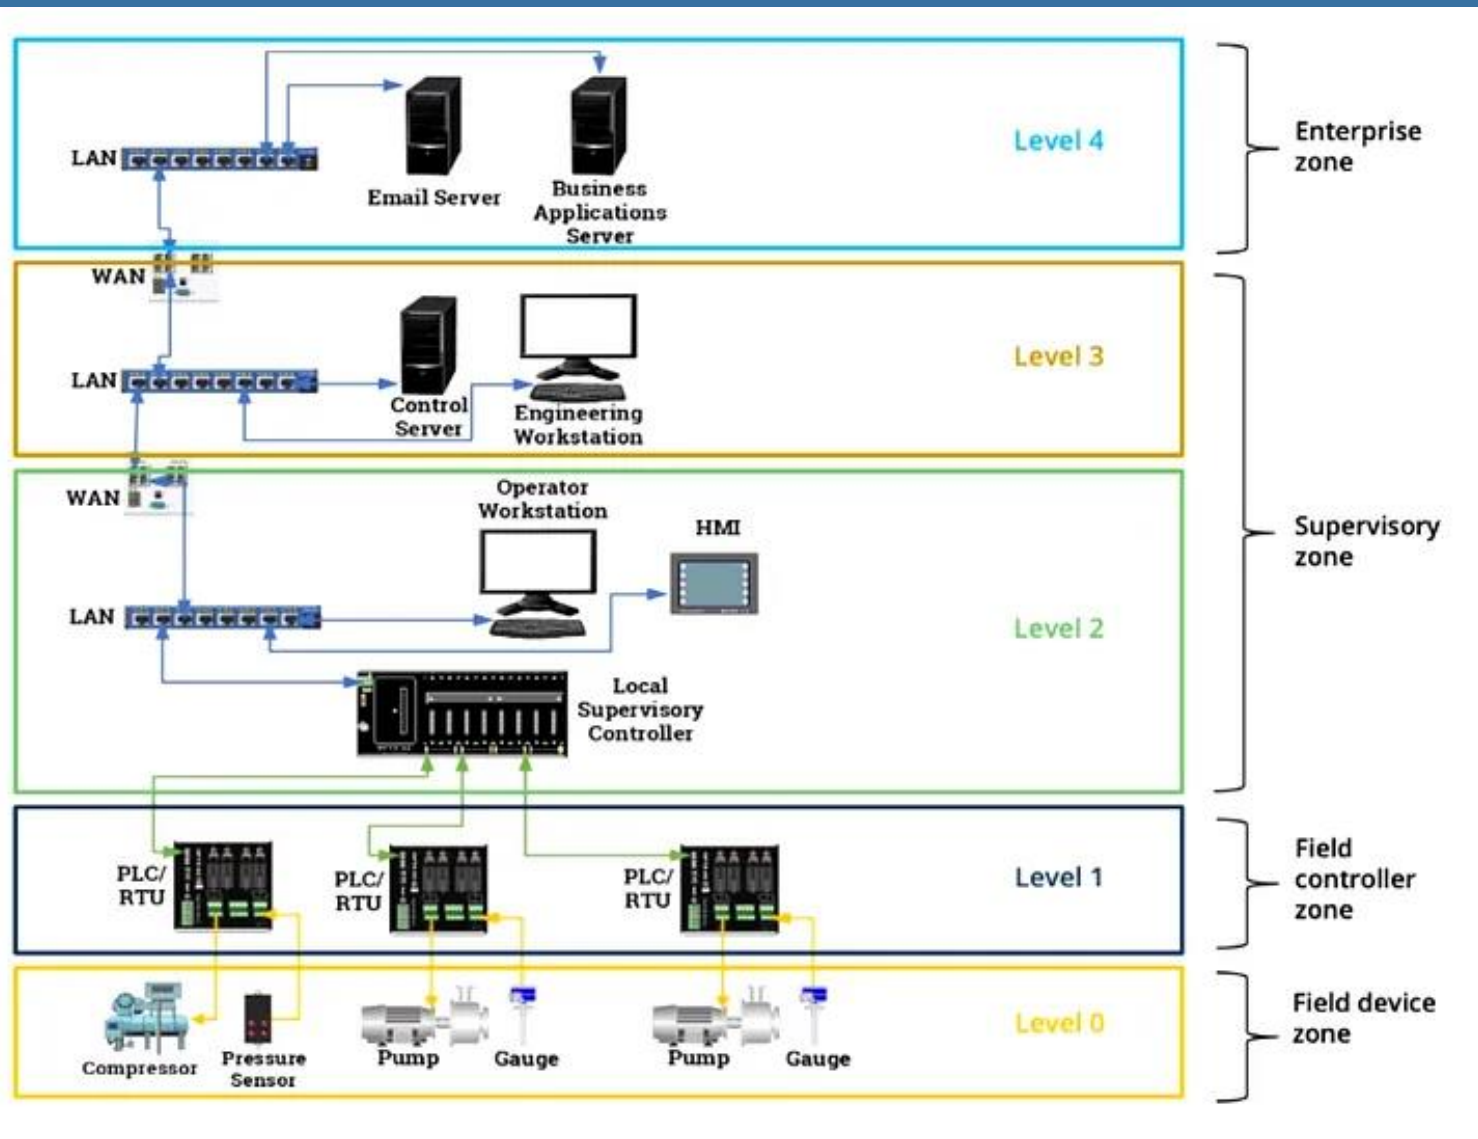 Level 4
Enterprise
zone
LAN
Email Server
Business
Applications
Server
WAN
Level 3
LAN
Control
Server
Engineering
Workstation
WAN
Operator
Workstation
HMI
Supervisory
zone
LAN
Level 2
Local
Supervisory
Controller
PLC/
RTU
PLC/
RTU
PLC/
RTU
Level 1
Field
controller
zone
Compressor
Pressure
Sensor
Pump
Gauge
Pump
Gauge
Level 0
Field device
zone